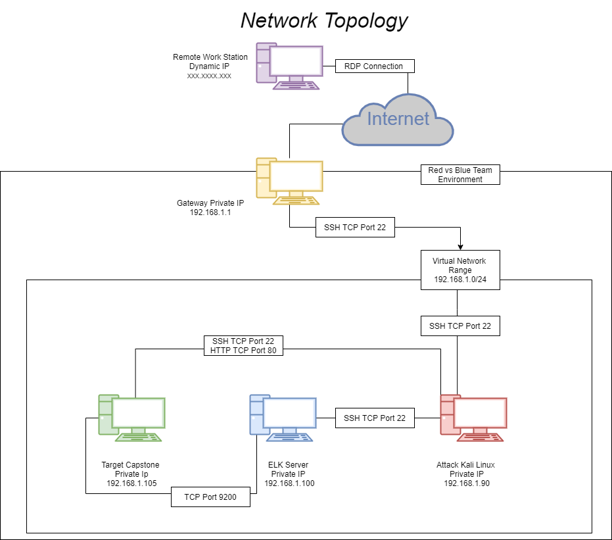 Network Topology
Remote Work Station
Dynamic IP
xxx.xxxx.xxx
RDP Connection
Internet
Red vs Blue Team
Environment
Gateway Private IP
192.168.1.1
SSH TCP Port 22
Virtual Network
Range
192.168.1.0/24
SSH TCP Port 22
SSH TCP Port 22
HTTP TCP Port 80
SSH TCP Port 22
Target Capstone
Private Ip
192.168.1.105
ELK Server
Private IP
192.168.1.100
Attack Kali Linux
Private IP
192.168.1.90
TCP Port 9200